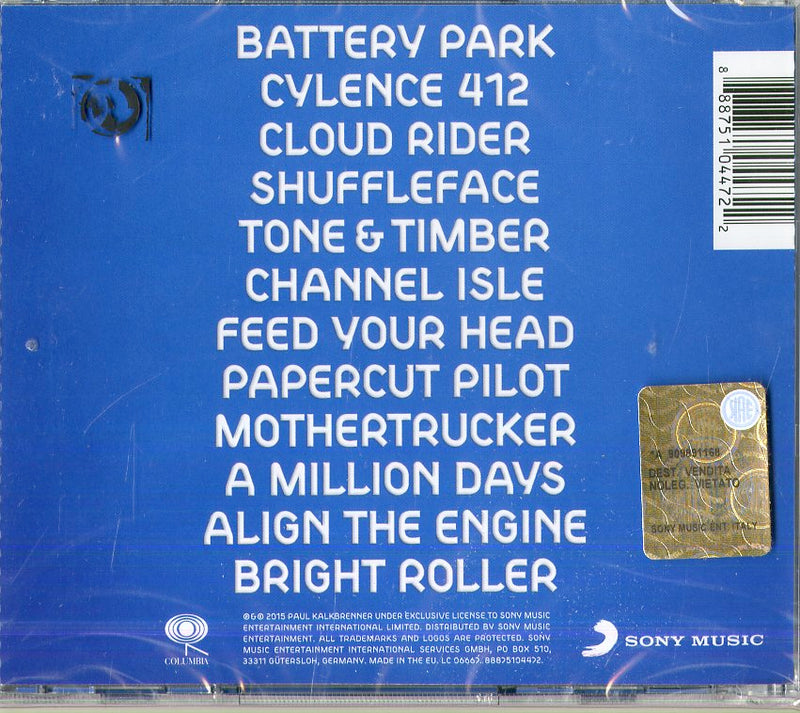 BATTERY PARK
CYLENCE 412
CLOUD RIDER
SHUFFLEFACE
TONE & TIMBER
CHANNEL ISLE
FEED YOUR HEAD
PAPERCUT PILOT
MOTHERTRUCKER
A MILLION DAYS
ALIGN THE ENGINE
BRIGHT ROLLER
8 88751 04472 2
DEST. VENDITA
NOLEG. VIETATO
SONY MUSIC ENT. ITALY
℗&© 2015 PAUL KALKBRENNER UNDER EXCLUSIVE LICENSE TO SONY MUSIC
ENTERTAINMENT INTERNATIONAL LIMITED. DISTRIBUTED BY SONY MUSIC
ENTERTAINMENT. ALL TRADEMARKS AND LOGOS ARE PROTECTED. SONY
MUSIC ENTERTAINMENT INTERNATIONAL SERVICES GMBH, PO BOX 510,
33311 GÜTERSLOH, GERMANY. MADE IN THE EU. LC 06663. 88875104472.
COLUMBIA
SONY MUSIC